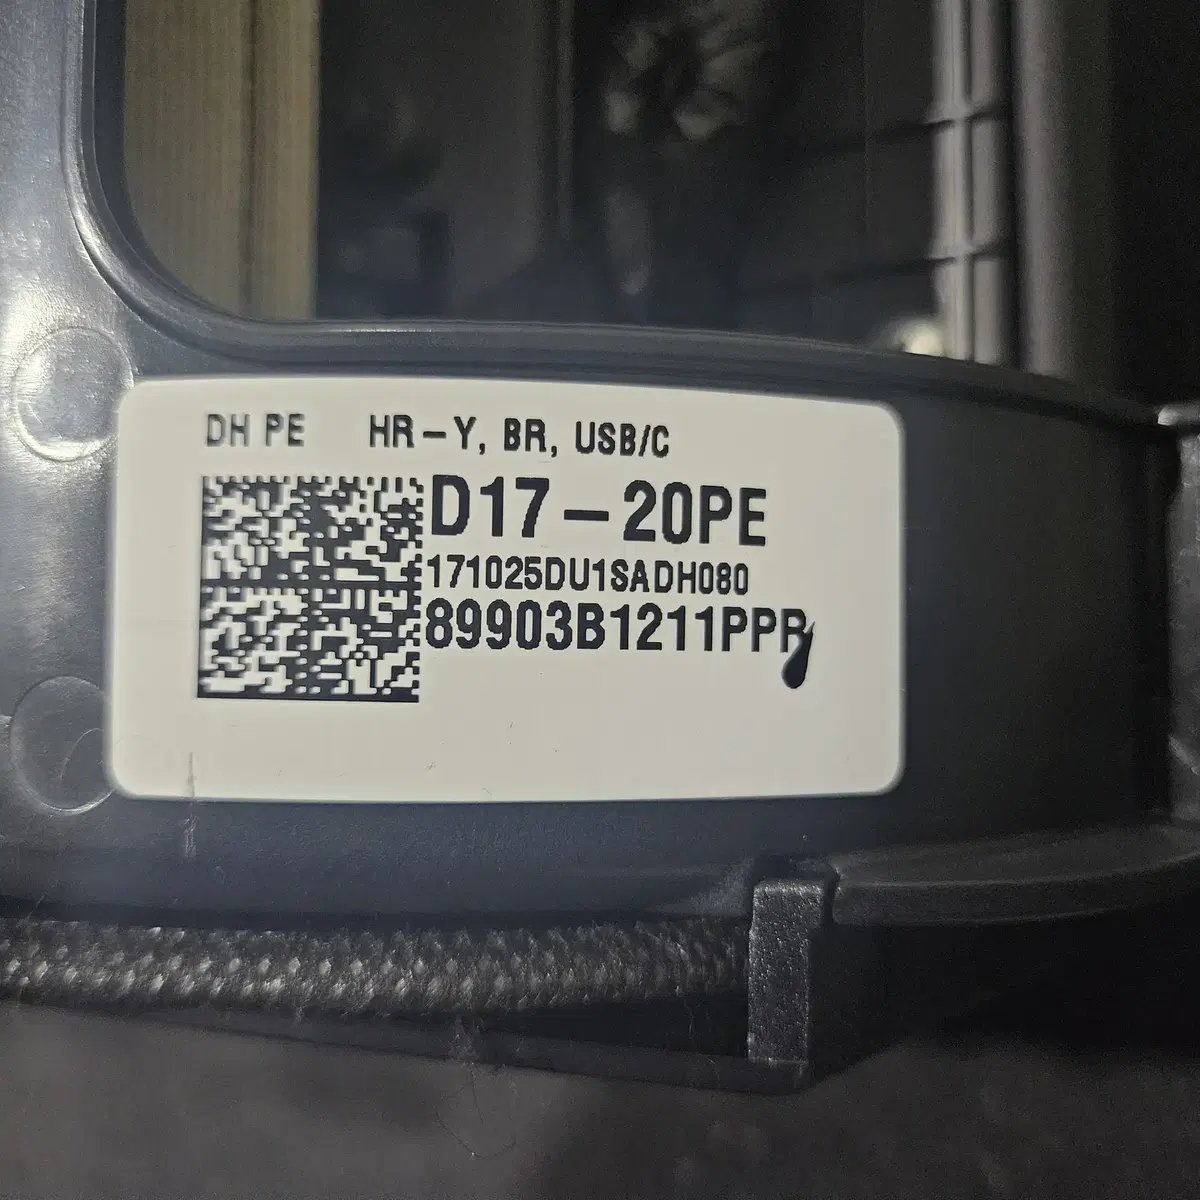 DH PE HR-Y, BR, USB/C
D17-20PE
171025DU1SADH080
89903B1211PPR